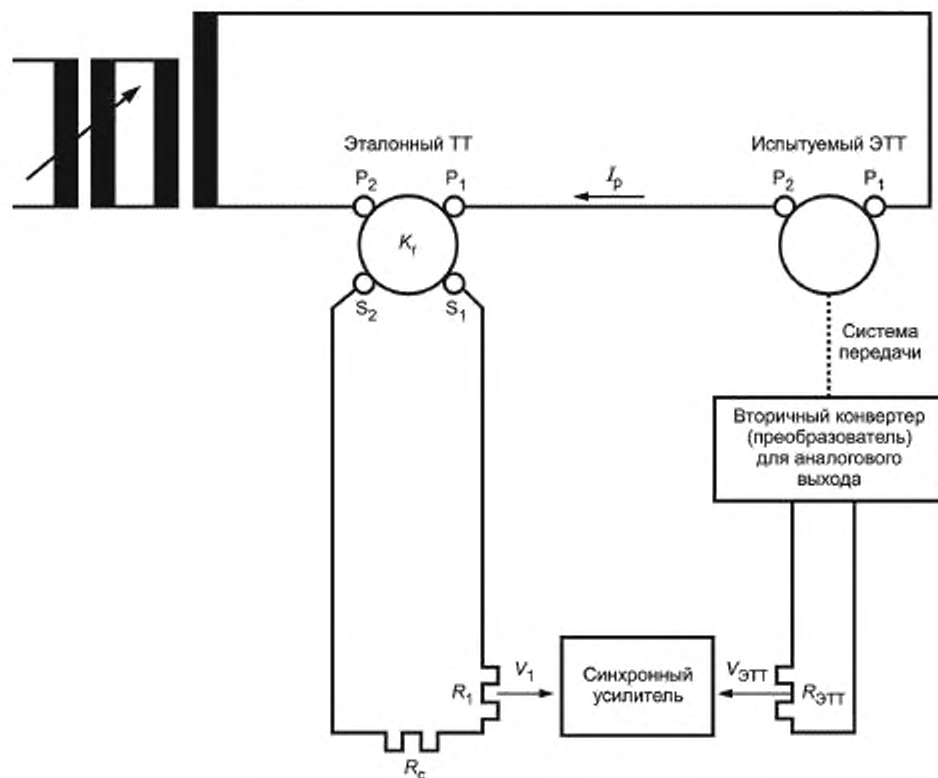 Эталонный ТТ
Испытуемый ЭТТ
P2
P1
Ip
P2
P1
Kr
S2
S1
Система
передачи
Вторичный конвертер
(преобразователь)
для аналогового
выхода
R1
V1
Синхронный
усилитель
VЭТТ
RЭТТ
Rc